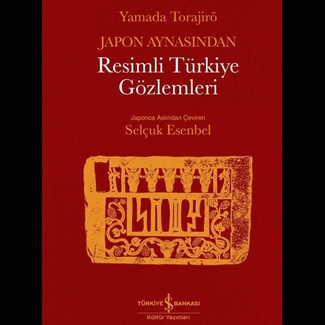 Yamada Torajirō
JAPON AYNASINDAN
Resimli Türkiye
Gözlemleri
Japonca Aslından Çeviren
Selçuk Esenbel
TÜRKİYE İŞ BANKASI
Kültür Yayınları